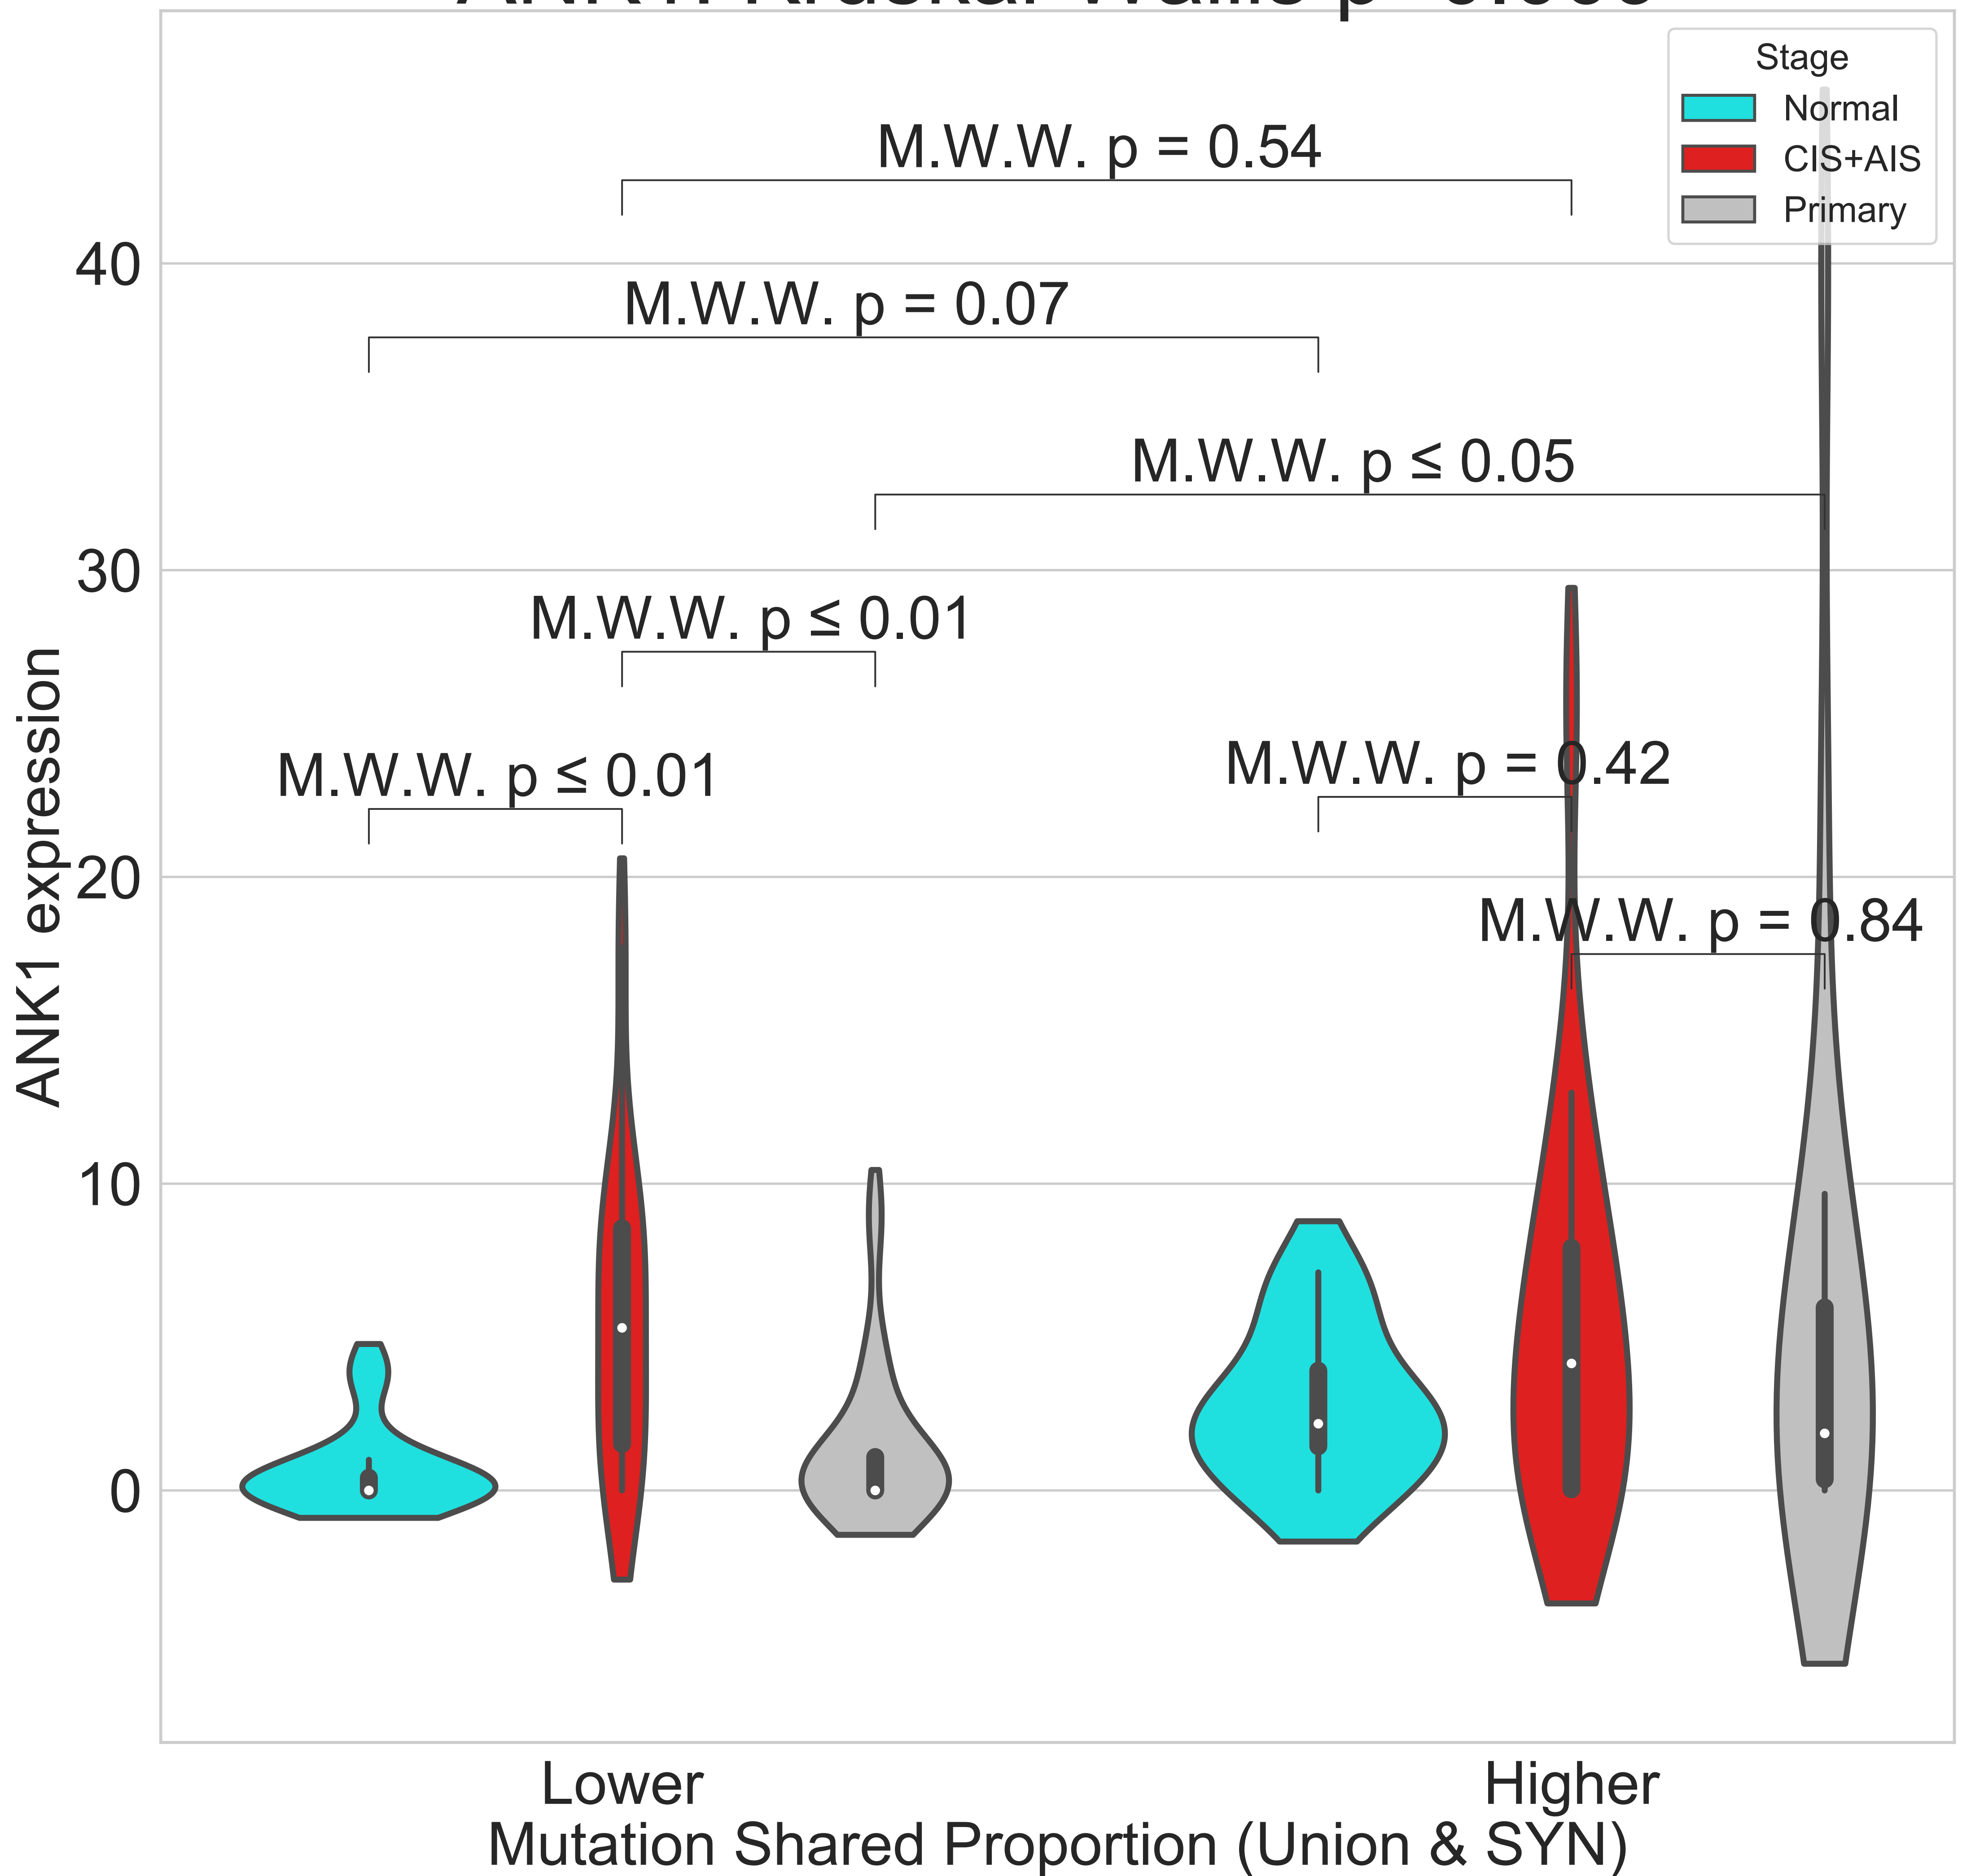 Stage
Normal
CIS+AIS
Primary
M.W.W. p = 0.54
40
M.W.W. p = 0.07
M.W.W. p ≤ 0.05
30
M.W.W. p ≤ 0.01
M.W.W. p ≤ 0.01
M.W.W. p = 0.42
20
M.W.W. p = 0.84
10
0
ANK1 expression
Lower
Higher
Mutation Shared Proportion (Union & SYN)